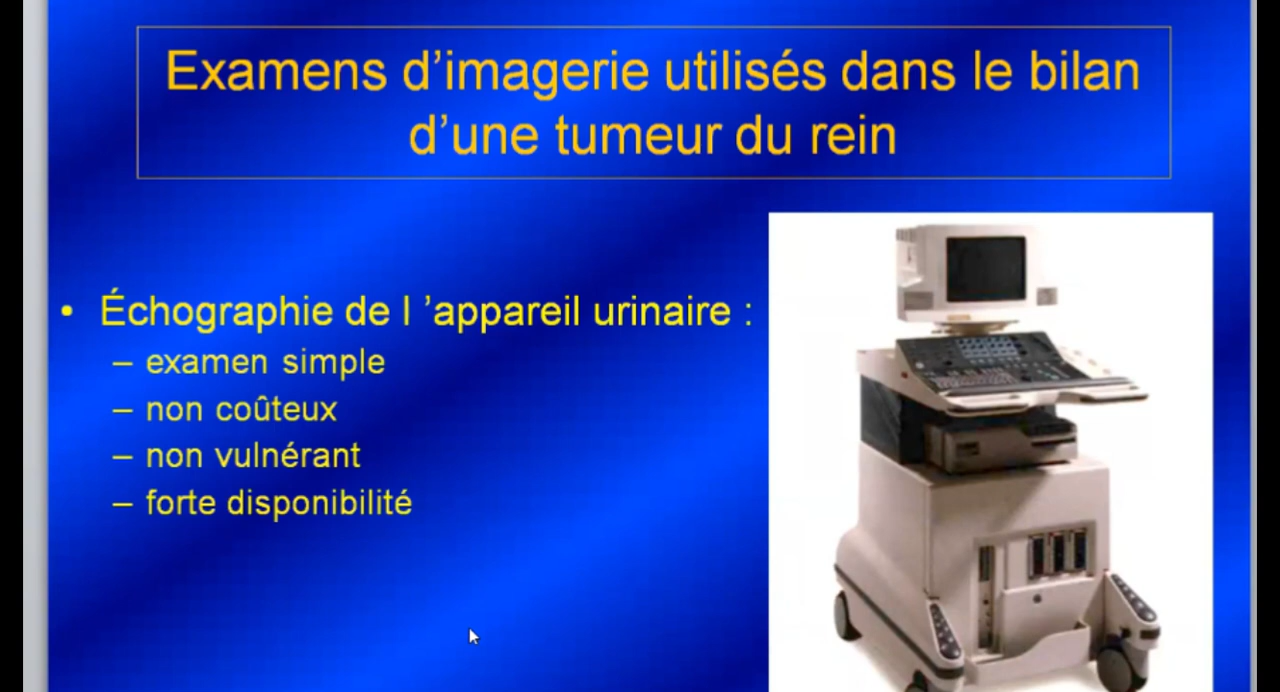 Examens d’imagerie utilisés dans le bilan
d’une tumeur du rein
• Échographie de l ’appareil urinaire :
– examen simple
– non coûteux
– non vulnérant
– forte disponibilité